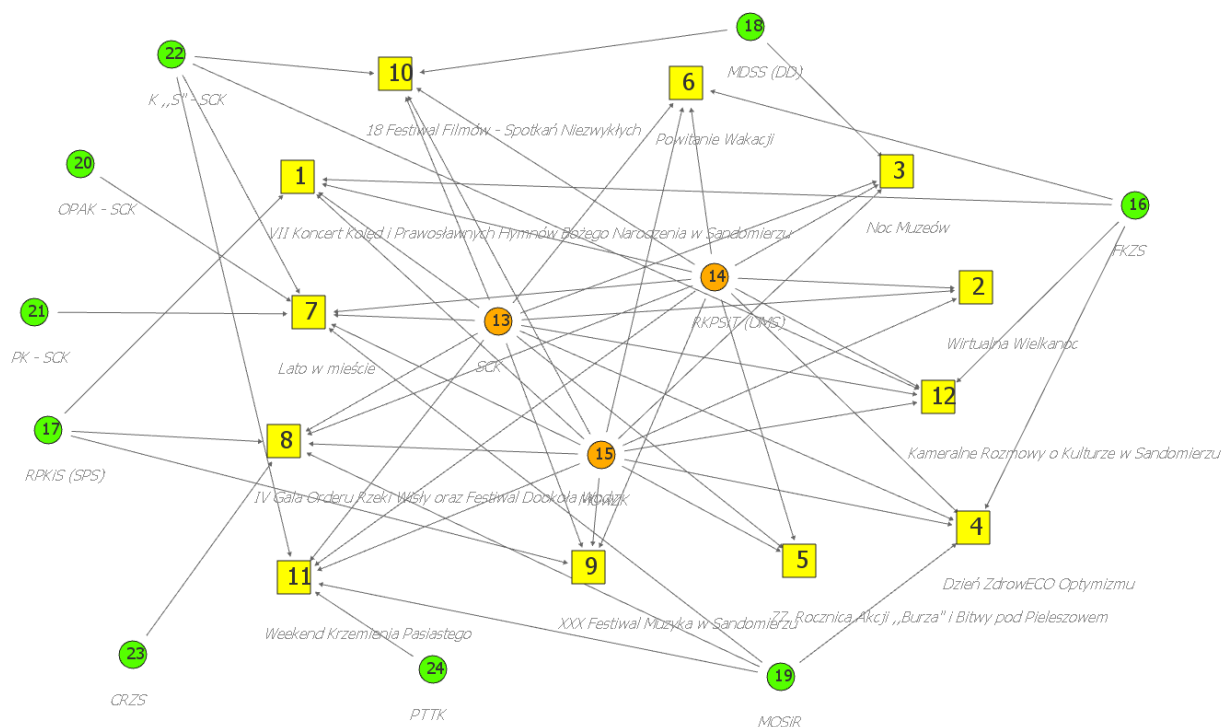 18
22
10
6
MDSS (DD)
K ,,S" - SCK
18 Festiwal Filmów - Spotkań Niezwykłych
Powitanie Wakacji
20
1
3
OPAK - SCK
16
VII Koncert Kolęd i Prawosławnych Hymnów Bożego Narodzenia w Sandomierzu
Noc Muzeów
FKZS
14
2
21
7
13
RKPSiT (UMS)
Wirtualna Wielkanoc
PK - SCK
Lato w mieście
SCK
12
17
8
15
Kameralne Rozmowy o Kulturze w Sandomierzu
RPKiS (SPS)
IV Gala Orderu Rzeki Wisły oraz Festiwal Dookoła Wody
4
11
9
5
Dzień ZdrowECO Optymizmu
77. Rocznica Akcji ,,Burza" i Bitwy pod Pieleszowem
XXX Festiwal Muzyka w Sandomierzu
Weekend Krzemienia Pasiastego
23
24
19
CRZS
PTTK
MOSiR